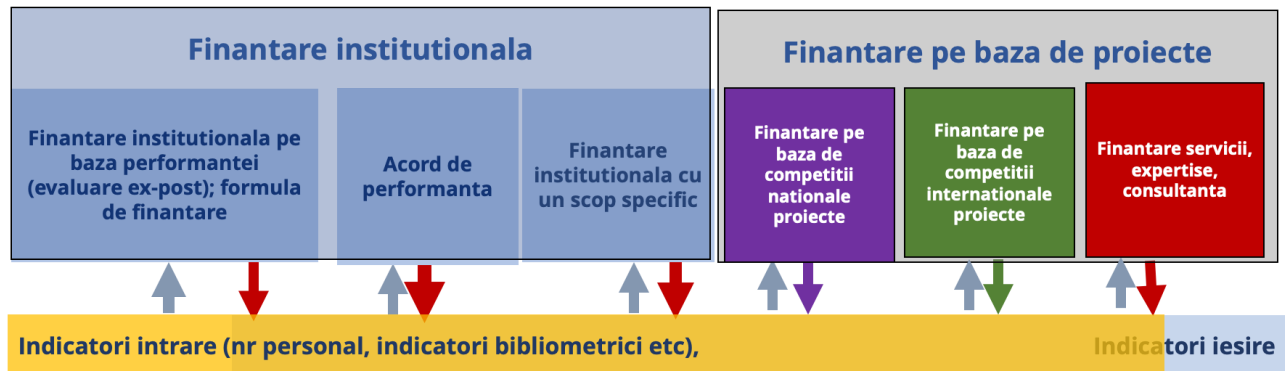 Finantare institutionala
Finantare pe baza de proiecte
Finantare institutionala pe
baza performantei
(evaluare ex-post); formula
de finantare
Acord de
performanta
Finantare
institutionala cu
un scop specific
Finantare pe
baza de
competitii
nationale
proiecte
Finantare pe
baza de
competitii
internationale
proiecte
Finantare servicii,
expertise,
consultanta
Indicatori intrare (nr personal, indicatori bibliometrici etc),
Indicatori iesire